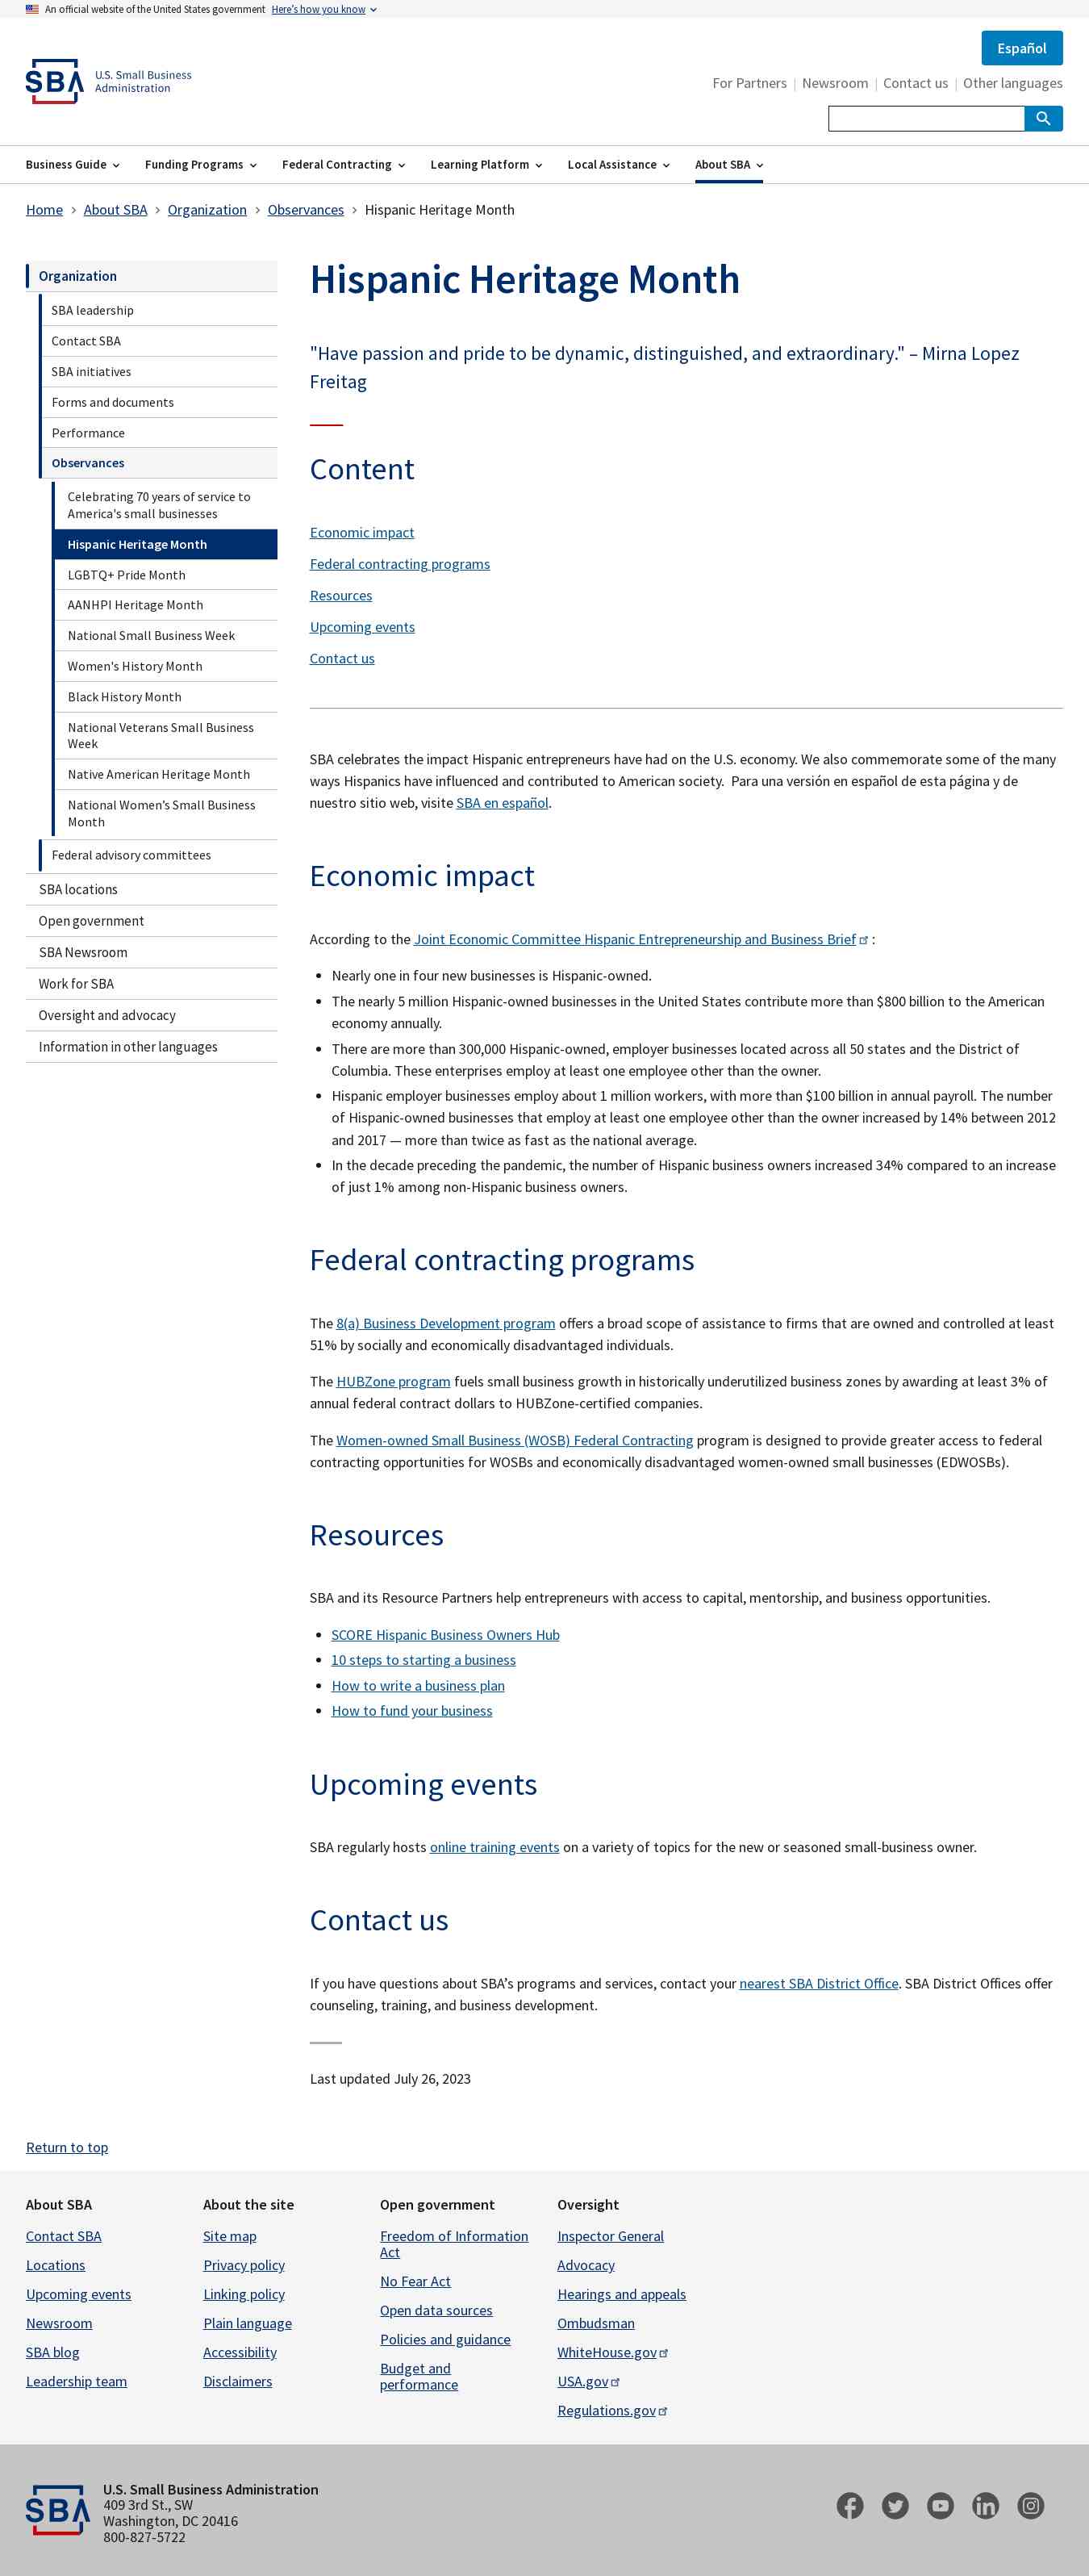 An official website of the United States government Here’s how you know
Español
SBA U.S. Small Business
Administration
For Partners | Newsroom | Contact us | Other languages
Business Guide Funding Programs Federal Contracting Learning Platform Local Assistance About SBA
Home > About SBA > Organization > Observances > Hispanic Heritage Month
Organization
SBA leadership
Contact SBA
SBA initiatives
Forms and documents
Performance
Observances
Celebrating 70 years of service to
America's small businesses
Hispanic Heritage Month
LGBTQ+ Pride Month
AANHPI Heritage Month
National Small Business Week
Women's History Month
Black History Month
National Veterans Small Business
Week
Native American Heritage Month
National Women’s Small Business
Month
Federal advisory committees
SBA locations
Open government
SBA Newsroom
Work for SBA
Oversight and advocacy
Information in other languages
Hispanic Heritage Month
"Have passion and pride to be dynamic, distinguished, and extraordinary." – Mirna Lopez
Freitag
Content
Economic impact
Federal contracting programs
Resources
Upcoming events
Contact us
SBA celebrates the impact Hispanic entrepreneurs have had on the U.S. economy. We also commemorate some of the many
ways Hispanics have influenced and contributed to American society.  Para una versión en español de esta página y de
nuestro sitio web, visite SBA en español.
Economic impact
According to the Joint Economic Committee Hispanic Entrepreneurship and Business Brief :
• Nearly one in four new businesses is Hispanic-owned.
• The nearly 5 million Hispanic-owned businesses in the United States contribute more than $800 billion to the American
economy annually.
• There are more than 300,000 Hispanic-owned, employer businesses located across all 50 states and the District of
Columbia. These enterprises employ at least one employee other than the owner.
• Hispanic employer businesses employ about 1 million workers, with more than $100 billion in annual payroll. The number
of Hispanic-owned businesses that employ at least one employee other than the owner increased by 14% between 2012
and 2017 — more than twice as fast as the national average.
• In the decade preceding the pandemic, the number of Hispanic business owners increased 34% compared to an increase
of just 1% among non-Hispanic business owners.
Federal contracting programs
The 8(a) Business Development program offers a broad scope of assistance to firms that are owned and controlled at least
51% by socially and economically disadvantaged individuals.
The HUBZone program fuels small business growth in historically underutilized business zones by awarding at least 3% of
annual federal contract dollars to HUBZone-certified companies.
The Women-owned Small Business (WOSB) Federal Contracting program is designed to provide greater access to federal
contracting opportunities for WOSBs and economically disadvantaged women-owned small businesses (EDWOSBs).
Resources
SBA and its Resource Partners help entrepreneurs with access to capital, mentorship, and business opportunities.
• SCORE Hispanic Business Owners Hub
• 10 steps to starting a business
• How to write a business plan
• How to fund your business
Upcoming events
SBA regularly hosts online training events on a variety of topics for the new or seasoned small-business owner.
Contact us
If you have questions about SBA’s programs and services, contact your nearest SBA District Office. SBA District Offices offer
counseling, training, and business development.
Last updated July 26, 2023
Return to top
About SBA
Contact SBA
Locations
Upcoming events
Newsroom
SBA blog
Leadership team
About the site
Site map
Privacy policy
Linking policy
Plain language
Accessibility
Disclaimers
Open government
Freedom of Information
Act
No Fear Act
Open data sources
Policies and guidance
Budget and
performance
Oversight
Inspector General
Advocacy
Hearings and appeals
Ombudsman
WhiteHouse.gov
USA.gov
Regulations.gov
SBA
U.S. Small Business Administration
409 3rd St., SW
Washington, DC 20416
800-827-5722